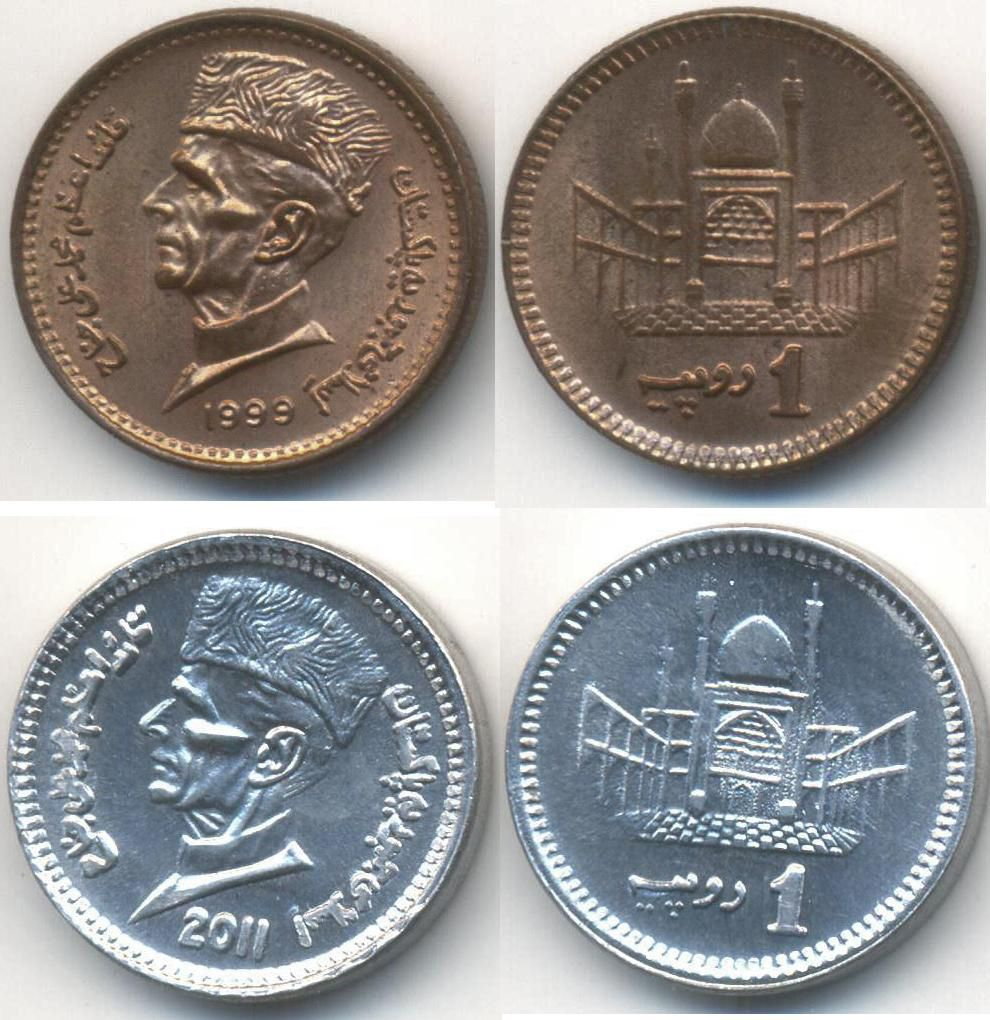 قائد اعظم محمد علی جناح
اسلامی جمہوریہ پاکستان
1999
1 روپیہ
قائد اعظم محمد علی جناح
اسلامی جمہوریہ پاکستان
2011
1 روپیہ